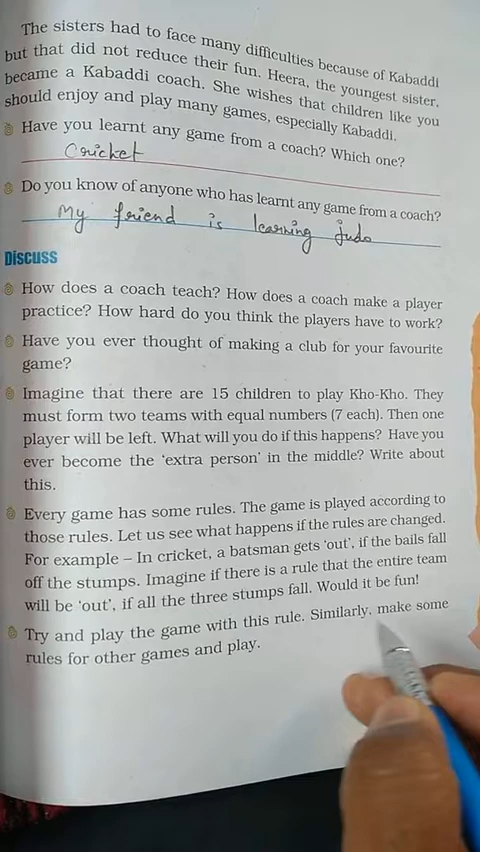 The sisters had to face many difficulties because of Kabaddi
but that did not reduce their fun. Heera, the youngest sister,
became a Kabaddi coach. She wishes that children like you
should enjoy and play many games, especially Kabaddi.
Have you learnt any game from a coach? Which one?
Cricket
Do you know of anyone who has learnt any game from a coach?
My friend is learning judo
Discuss
How does a coach teach? How does a coach make a player
practice? How hard do you think the players have to work?
Have you ever thought of making a club for your favourite
game?
Imagine that there are 15 children to play Kho-Kho. They
must form two teams with equal numbers (7 each). Then one
player will be left. What will you do if this happens? Have you
ever become the ‘extra person’ in the middle? Write about
this.
Every game has some rules. The game is played according to
those rules. Let us see what happens if the rules are changed.
For example – In cricket, a batsman gets ‘out’, if the bails fall
off the stumps. Imagine if there is a rule that the entire team
will be ‘out’, if all the three stumps fall. Would it be fun!
Try and play the game with this rule. Similarly, make some
rules for other games and play.